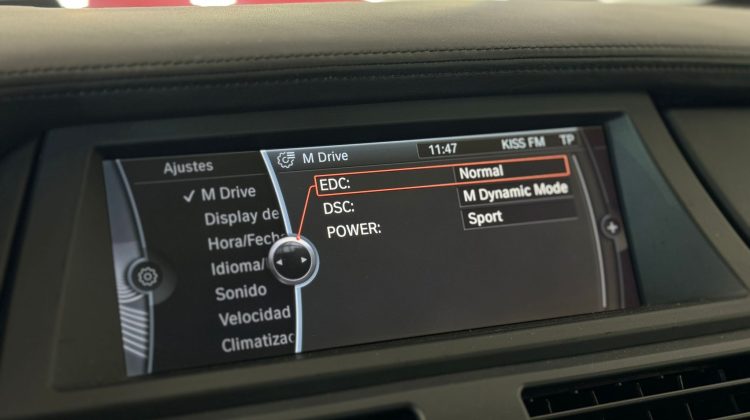 Ajustes
M Drive
Display de
Hora/Fecha
Idioma/
Sonido
Velocidad
Climatizac
M Drive
11:47
KISS FM
TP
EDC: Normal
DSC: M Dynamic Mode
POWER: Sport